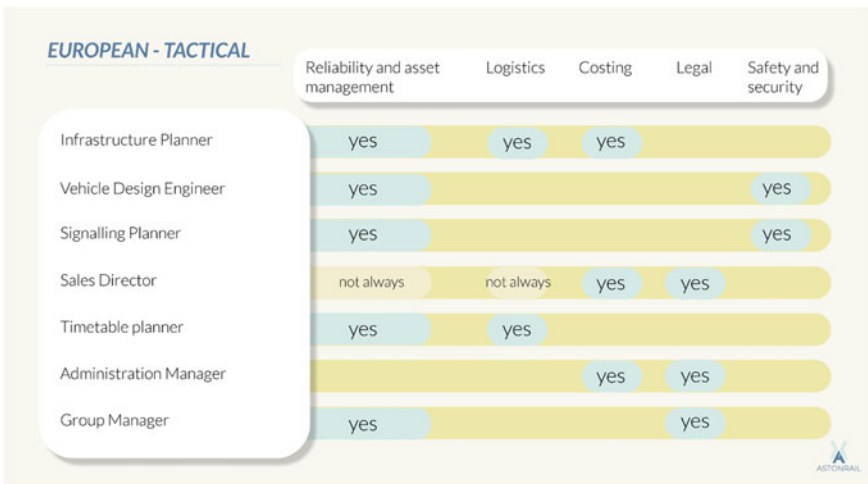 EUROPEAN - TACTICAL
Reliability and asset management Logistics Costing Legal Safety and security
Infrastructure Planner yes yes yes
Vehicle Design Engineer yes yes
Signalling Planner yes yes
Sales Director not always not always yes yes
Timetable planner yes yes
Administration Manager yes yes
Group Manager yes yes
ASTONRAIL